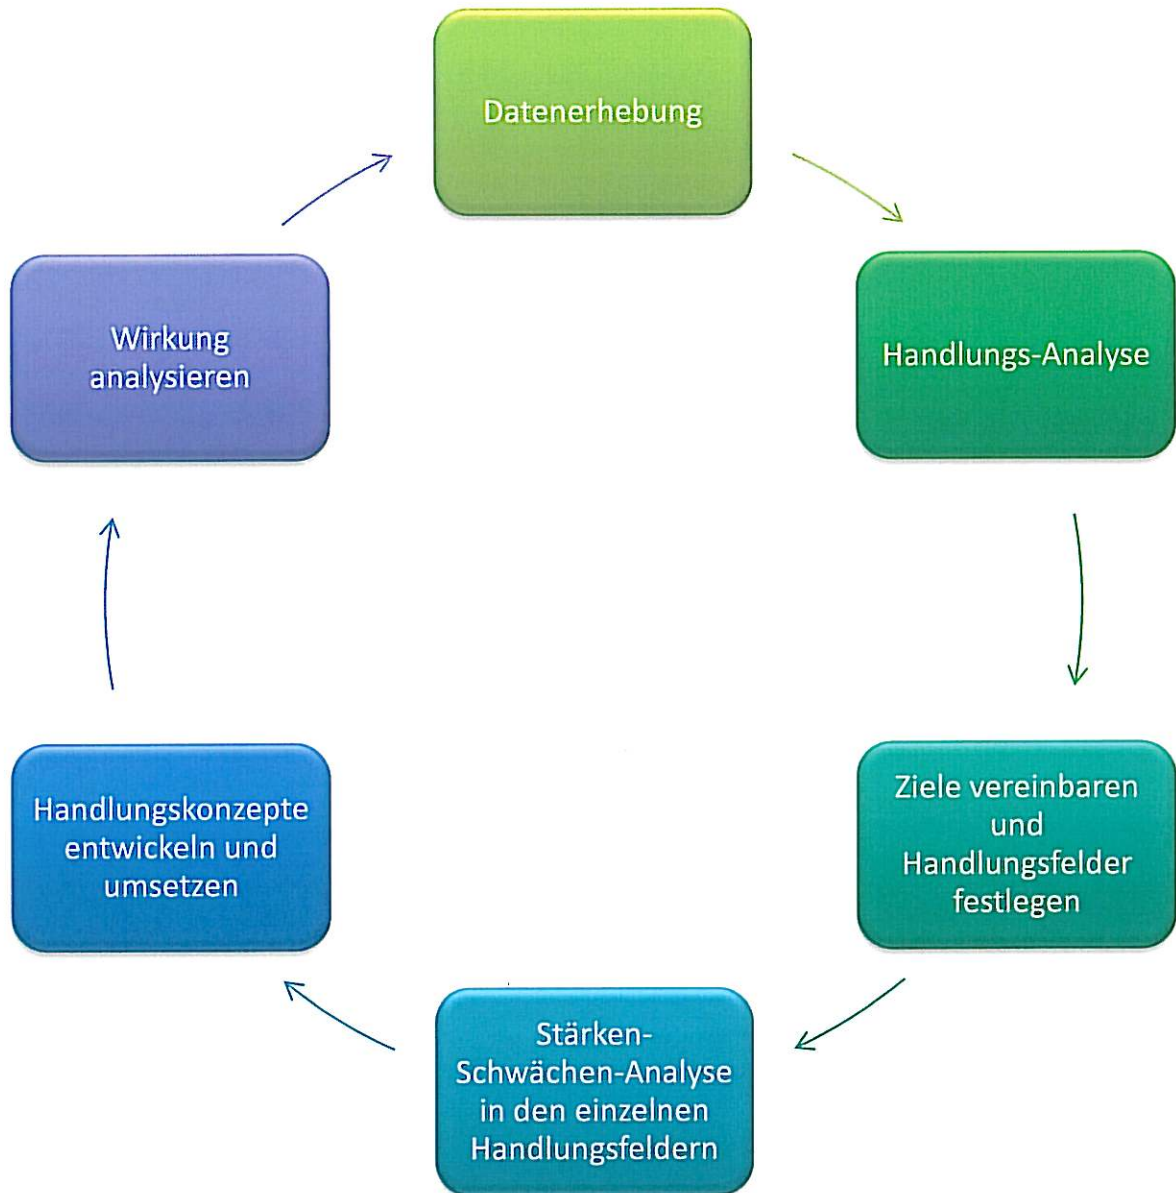 Datenerhebung
Handlungs-Analyse
Ziele vereinbaren
und
Handlungsfelder
festlegen
Stärken-
Schwächen-Analyse
in den einzelnen
Handlungsfeldern
Handlungskonzepte
entwickeln und
umsetzen
Wirkung
analysieren